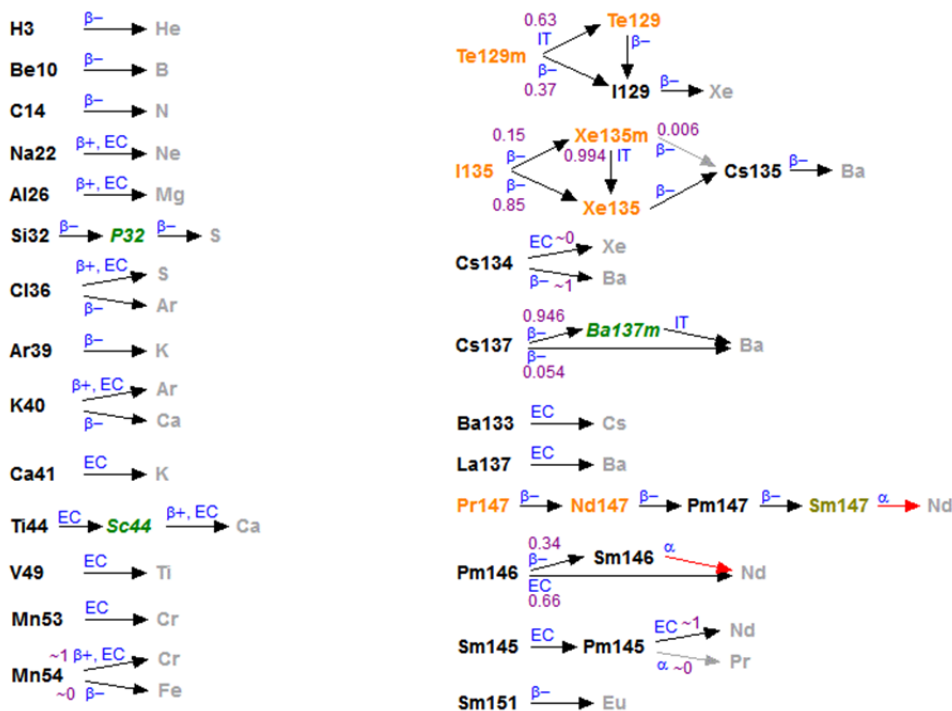 H3 β− He
Be10 β− B
C14 β− N
Na22 β+, EC Ne
Al26 β+, EC Mg
Si32 β− P32 β− S
β+, EC S
Cl36
β− Ar
Ar39 β− K
β+, EC Ar
K40
β− Ca
Ca41 EC K
Ti44 EC Sc44 β+, EC Ca
V49 EC Ti
Mn53 EC Cr
~1 β+, EC Cr
Mn54
~0 β− Fe
0.63 Te129
IT β−
Te129m
β− I129 β− Xe
0.37
0.15 Xe135m 0.006
β− 0.994 IT β−
I135 Cs135 β− Ba
β− Xe135 β−
0.85
EC ~0 Xe
Cs134
β− ~1 Ba
0.946
β− Ba137m IT
Cs137 Ba
β−
0.054
Ba133 EC Cs
La137 EC Ba
Pr147 β− Nd147 β− Pm147 β− Sm147 α Nd
0.34
β− Sm146 α
Pm146 Nd
EC
0.66
EC ~1 Nd
Sm145 EC Pm145
α ~0 Pr
Sm151 β− Eu